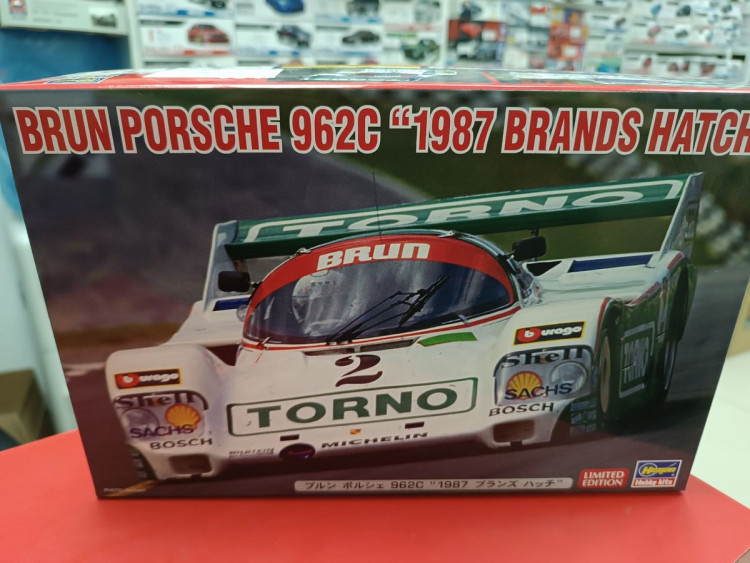 BRUN PORSCHE 962C "1987 BRANDS HATCH
TORNO
BRUN
burago
burago
2
Shell
Shell
TORNO
TORNO
SACHS
SACHS
BOSCH
BOSCH
MICHELIN
ブルン ポルシェ 962C "1987 ブランズ ハッチ"
LIMITED
EDITION
Hasegawa
Hobby kits